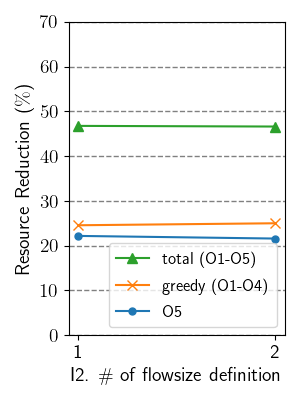 70
60
50
40
30
20
10
0
Resource Reduction (%)
total (O1-O5)
greedy (O1-O4)
O5
1
2
I2. # of flowsize definition